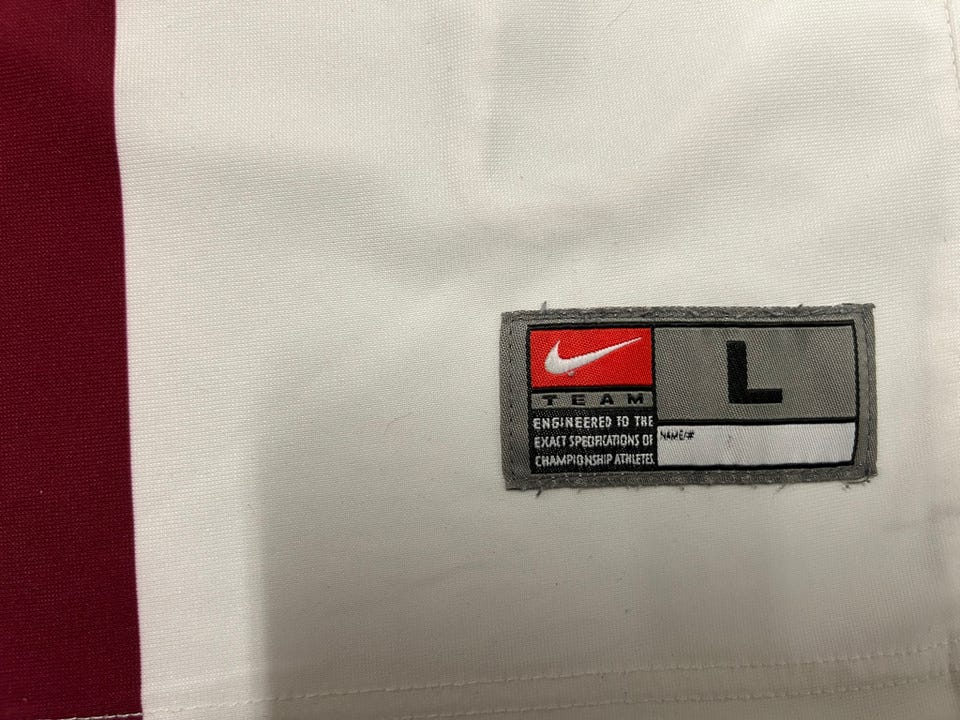 TEAM
ENGINEERED TO THE
EXACT SPECIFICATIONS OF
CHAMPIONSHIP ATHLETES
L
NAME/#